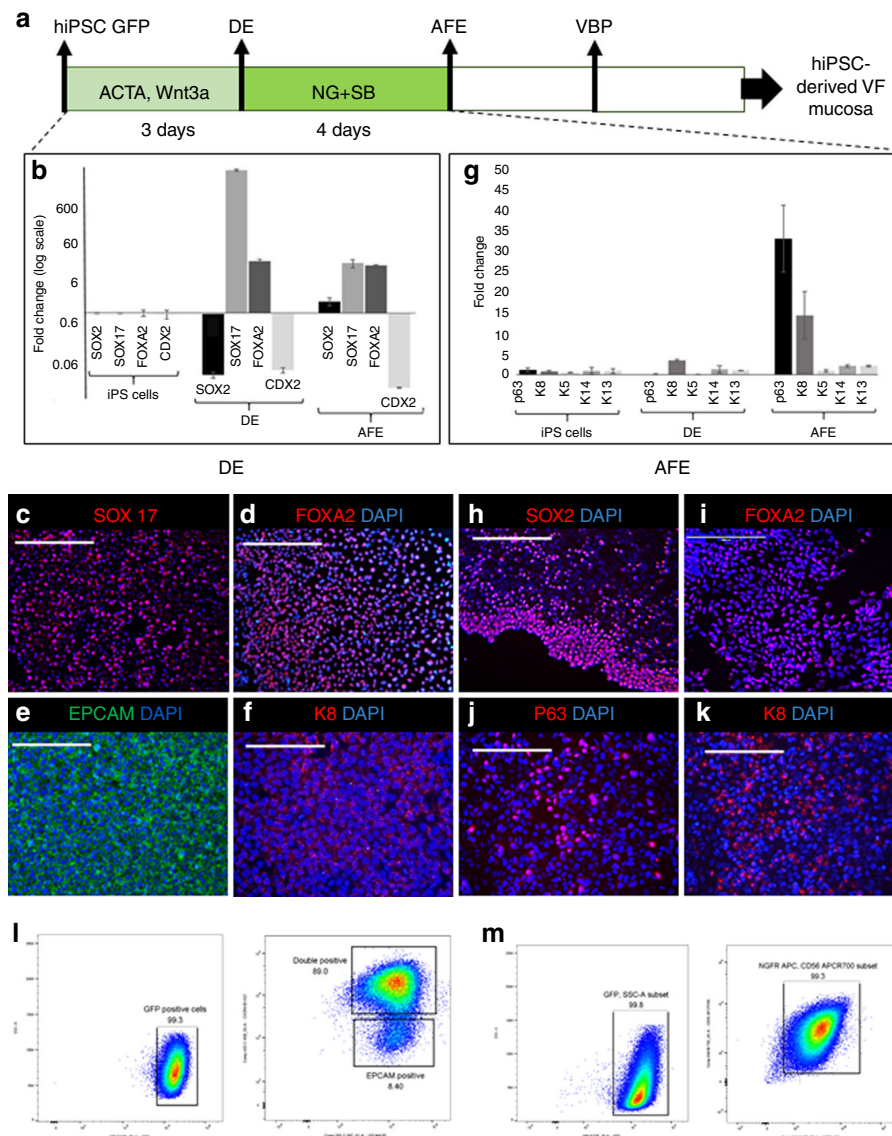 a
hiPSC GFP
DE
AFE
VBP
ACTA, Wnt3a
NG+SB
hiPSC-
derived VF
mucosa
3 days
4 days
b
Fold change (log scale)
600
60
6
0.6
0.06
SOX2
SOX17
FOXA2
CDX2
iPS cells
SOX2
SOX17
FOXA2
CDX2
DE
SOX2
SOX17
FOXA2
CDX2
AFE
g
Fold change
50
45
40
35
30
25
20
15
10
5
0
p63
K8
K5
K14
K13
iPS cells
p63
K8
K5
K14
K13
DE
p63
K8
K5
K14
K13
AFE
DE
AFE
c
SOX 17
d
FOXA2 DAPI
h
SOX2 DAPI
i
FOXA2 DAPI
e
EPCAM DAPI
f
K8 DAPI
j
P63 DAPI
k
K8 DAPI
l
GFP positive cells
99.3
Double positive
89.0
EPCAM positive
8.40
m
GFP, SSC-A subset
99.8
NGFR APC, CD56 APCR700 subset
99.3